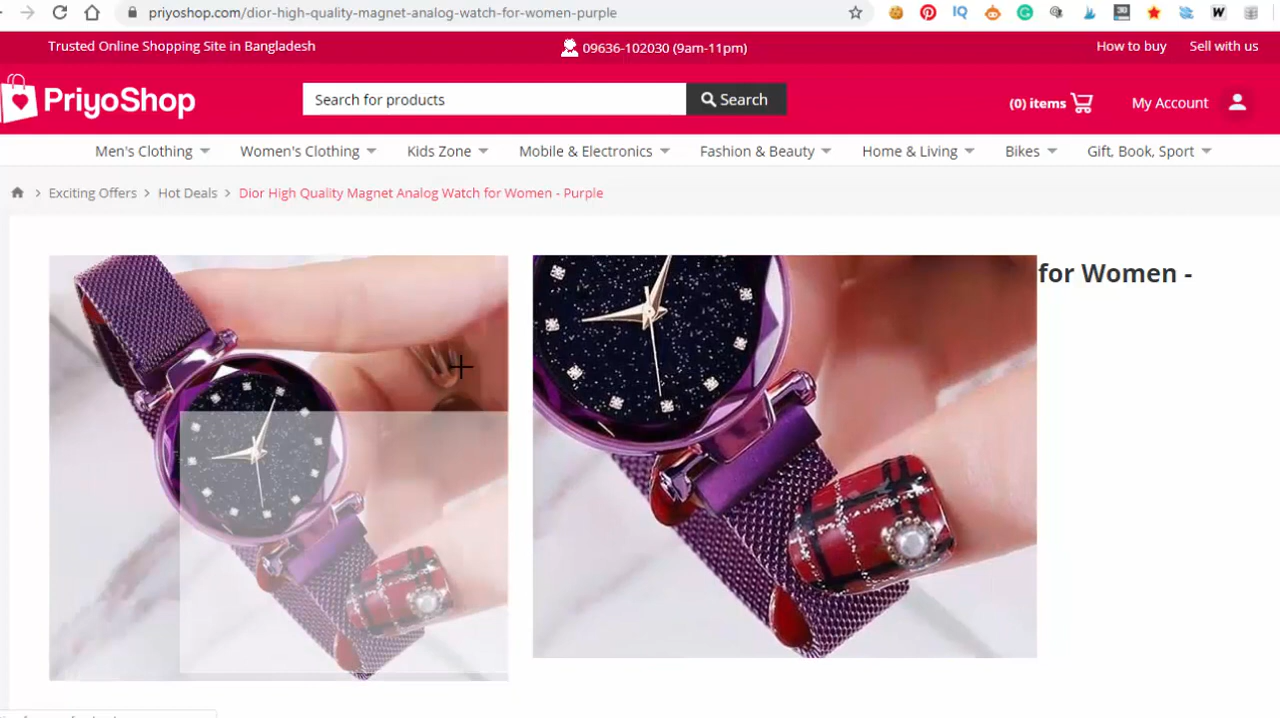 priyoshop.com/dior-high-quality-magnet-analog-watch-for-women-purple
Trusted Online Shopping Site in Bangladesh
09636-102030 (9am-11pm)
How to buy
Sell with us
PriyoShop
Search for products
Search
(0) items
My Account
Men's Clothing
Women's Clothing
Kids Zone
Mobile & Electronics
Fashion & Beauty
Home & Living
Bikes
Gift, Book, Sport
Exciting Offers > Hot Deals > Dior High Quality Magnet Analog Watch for Women - Purple
for Women -